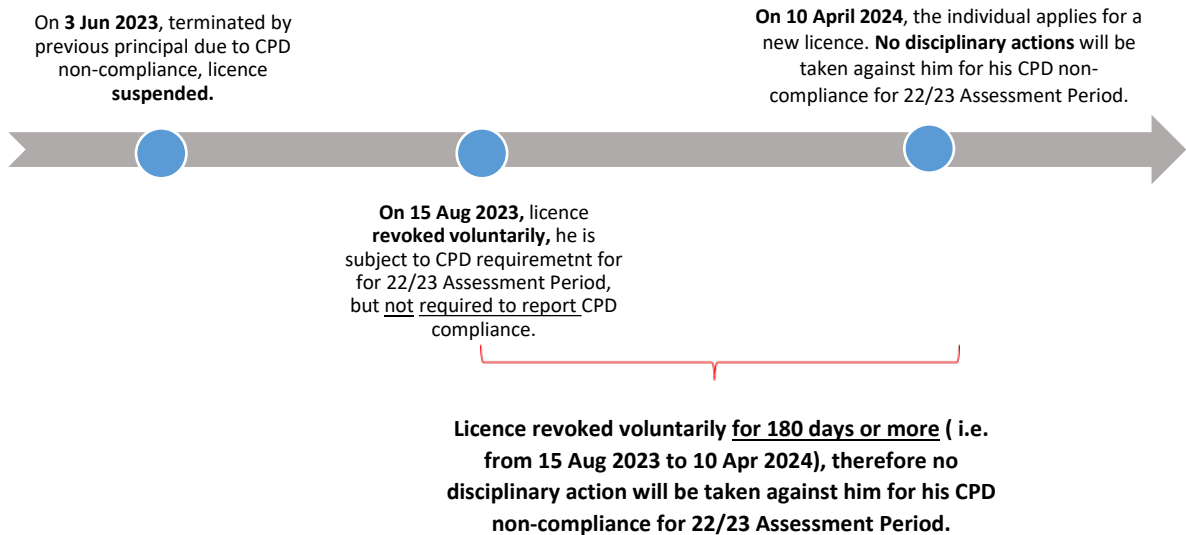 On 3 Jun 2023, terminated by
previous principal due to CPD
non-compliance, licence
suspended.
On 10 April 2024, the individual applies for a
new licence. No disciplinary actions will be
taken against him for his CPD non-
compliance for 22/23 Assessment Period.
On 15 Aug 2023, licence
revoked voluntarily, he is
subject to CPD requiremetnt for
for 22/23 Assessment Period,
but not required to report CPD
compliance.
Licence revoked voluntarily for 180 days or more ( i.e.
from 15 Aug 2023 to 10 Apr 2024), therefore no
disciplinary action will be taken against him for his CPD
non-compliance for 22/23 Assessment Period.